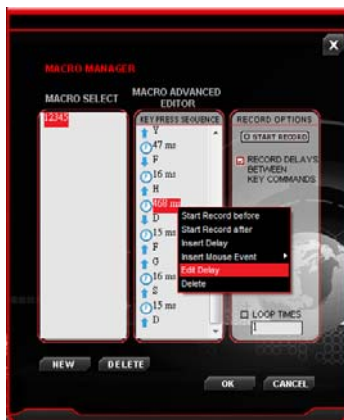 X
MACRO MANAGER
MACRO SELECT
MACRO ADVANCED
EDITOR
12345
KEY PRESS SEQUENCE
Y
47 ms
F
16 ms
H
468 ms
D
15 ms
F
G
16 ms
S
15 ms
D
Start Record before
Start Record after
Insert Delay
Insert Mouse Event
Edit Delay
Delete
RECORD OPTIONS
START RECORD
RECORD DELAYS
BETWEEN
KEY COMMANDS
LOOP TIMES
1
NEW
DELETE
OK
CANCEL